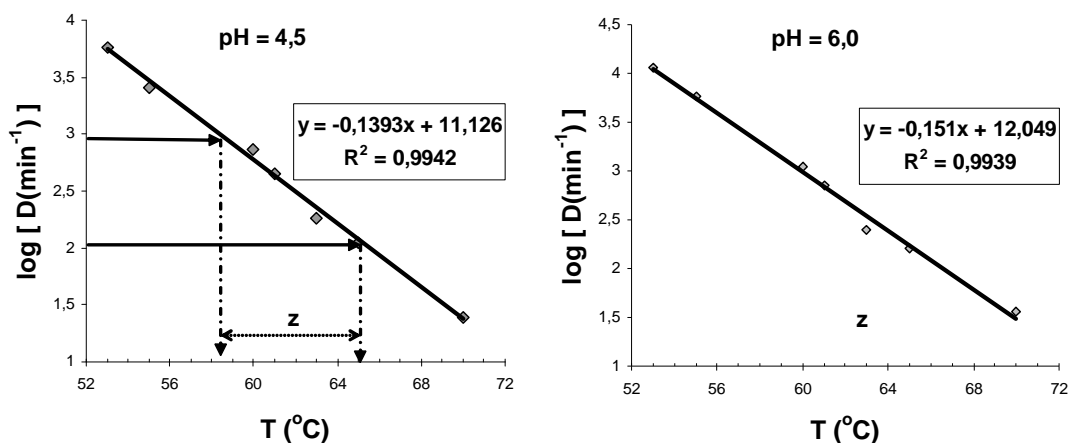 pH = 4,5
4
3,5
3
2,5
2
1,5
1
log [ D(min⁻¹) ]
y = -0,1393x + 11,126
R² = 0,9942
z
52
56
60
64
68
72
T (°C)
pH = 6,0
4,5
4
3,5
3
2,5
2
1,5
1
log [ D(min⁻¹) ]
y = -0,151x + 12,049
R² = 0,9939
z
52
56
60
64
68
72
T (°C)